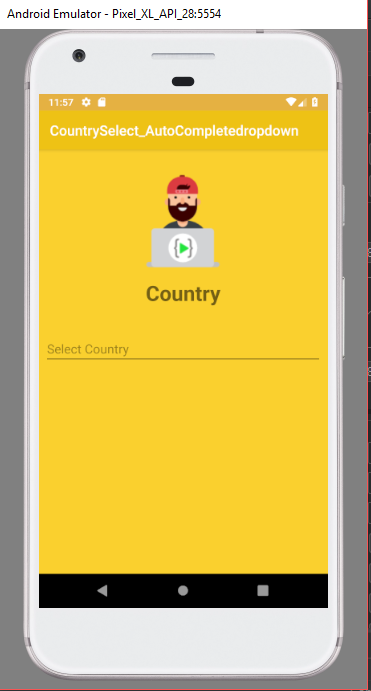 Android Emulator - Pixel_XL_API_28:5554
11:57
CountrySelect_AutoCompletedropdown
Country
Select Country